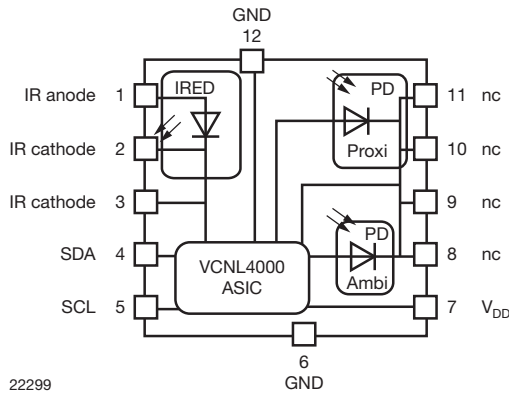 GND
12
IR anode 1
IRED
PD
11 nc
IR cathode 2
Proxi
10 nc
IR cathode 3
9 nc
SDA 4
VCNL4000
ASIC
PD
Ambi
8 nc
SCL 5
7 VDD
6
GND
22299